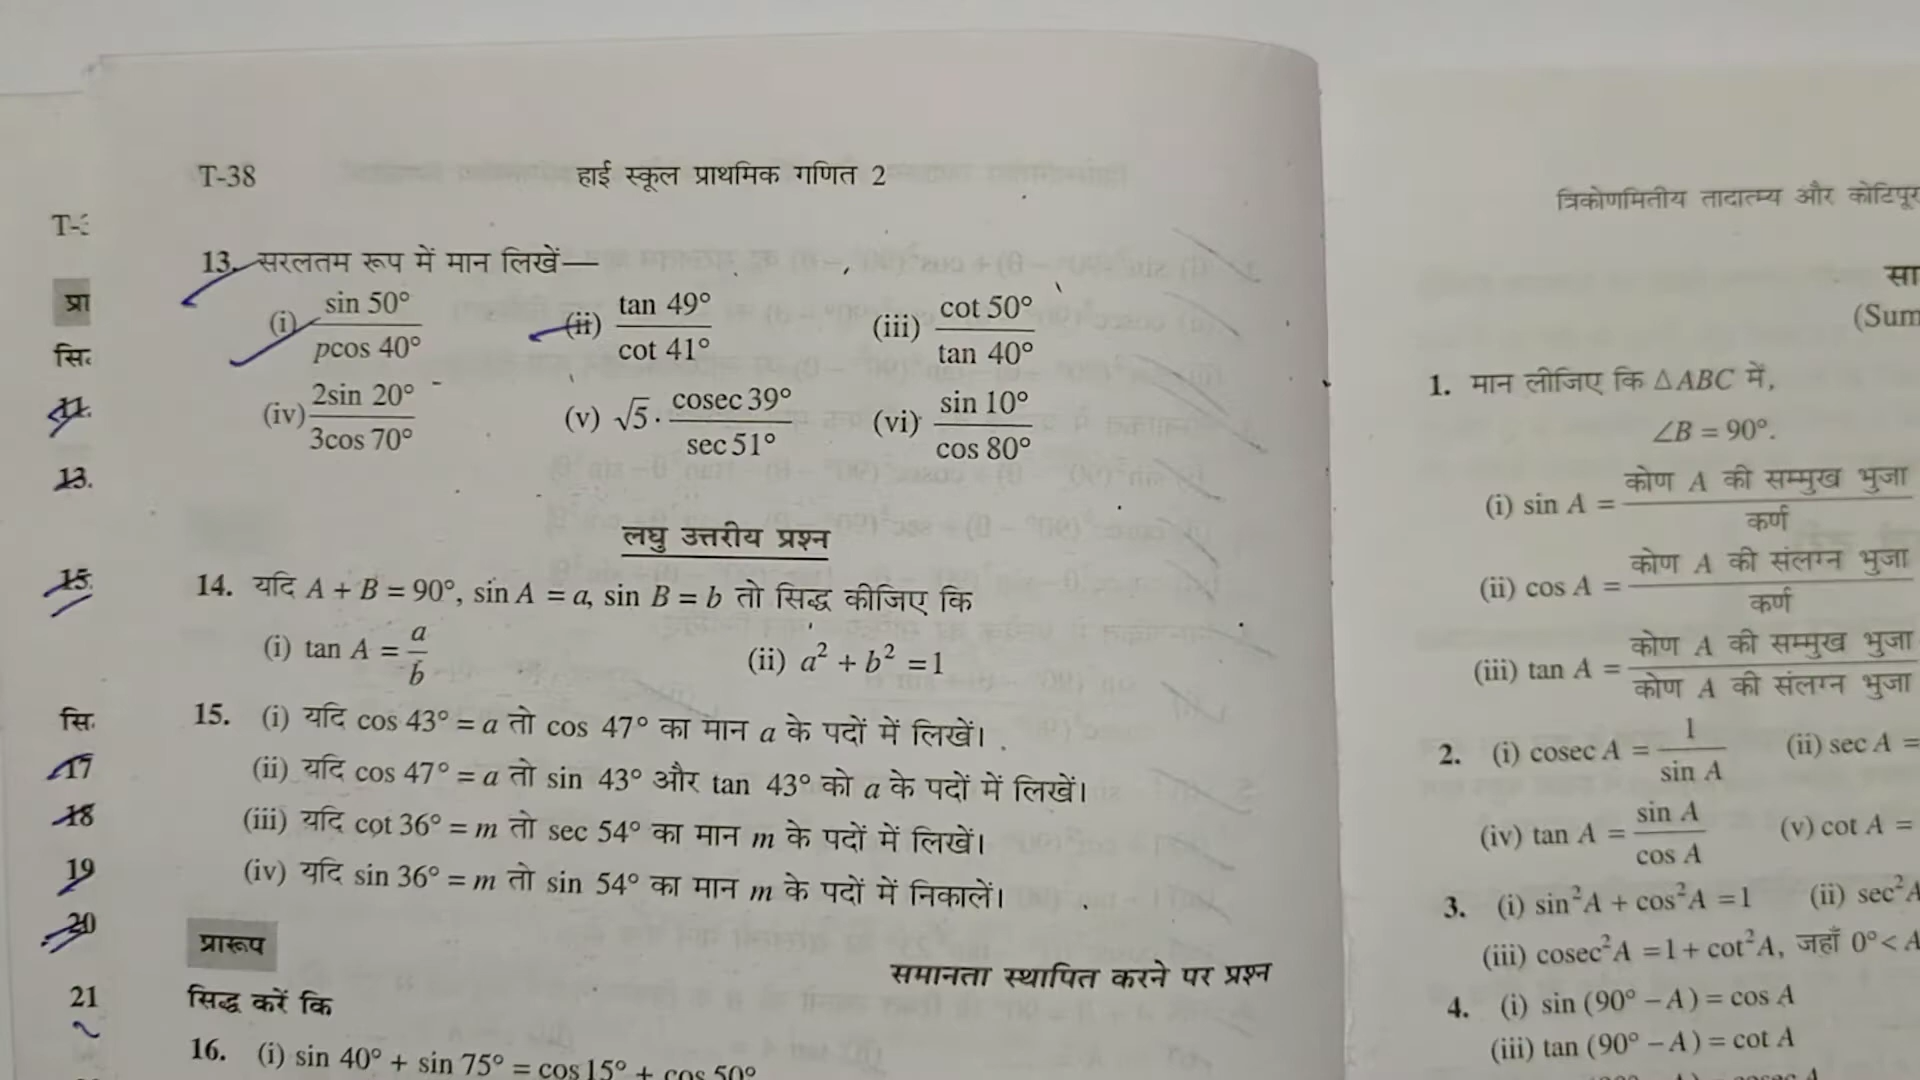 T-38
हाई स्कूल प्राथमिक गणित 2
13. सरलतम रूप में मान लिखें—
(i) sin 50° / pcos 40° (ii) tan 49° / cot 41° (iii) cot 50° / tan 40°
(iv) 2sin 20° / 3cos 70° (v) √5 · cosec 39° / sec 51° (vi) sin 10° / cos 80°
लघु उत्तरीय प्रश्न
14. यदि A + B = 90°, sin A = a, sin B = b तो सिद्ध कीजिए कि
(i) tan A = a/b (ii) a² + b² = 1
15. (i) यदि cos 43° = a तो cos 47° का मान a के पदों में लिखें।
(ii) यदि cos 47° = a तो sin 43° और tan 43° को a के पदों में लिखें।
(iii) यदि cot 36° = m तो sec 54° का मान m के पदों में लिखें।
(iv) यदि sin 36° = m तो sin 54° का मान m के पदों में निकालें।
प्रारूप
समानता स्थापित करने पर प्रश्न
सिद्ध करें कि
16. (i) sin 40° + sin 75° = cos 15° + cos 50°
T-
प्रा
सि
11.
13.
15.
सि
17
18
19
20
21
त्रिकोणमितीय तादात्म्य और कोटिपूर
सा
(Sum
1. मान लीजिए कि △ABC में,
∠B = 90°.
(i) sin A = कोण A की सम्मुख भुजा / कर्ण
(ii) cos A = कोण A की संलग्न भुजा / कर्ण
(iii) tan A = कोण A की सम्मुख भुजा / कोण A की संलग्न भुजा
2. (i) cosec A = 1 / sin A (ii) sec A =
(iv) tan A = sin A / cos A (v) cot A =
3. (i) sin²A + cos²A = 1 (ii) sec²A
(iii) cosec²A = 1 + cot²A, जहाँ 0° < A
4. (i) sin (90° – A) = cos A
(iii) tan (90° – A) = cot A